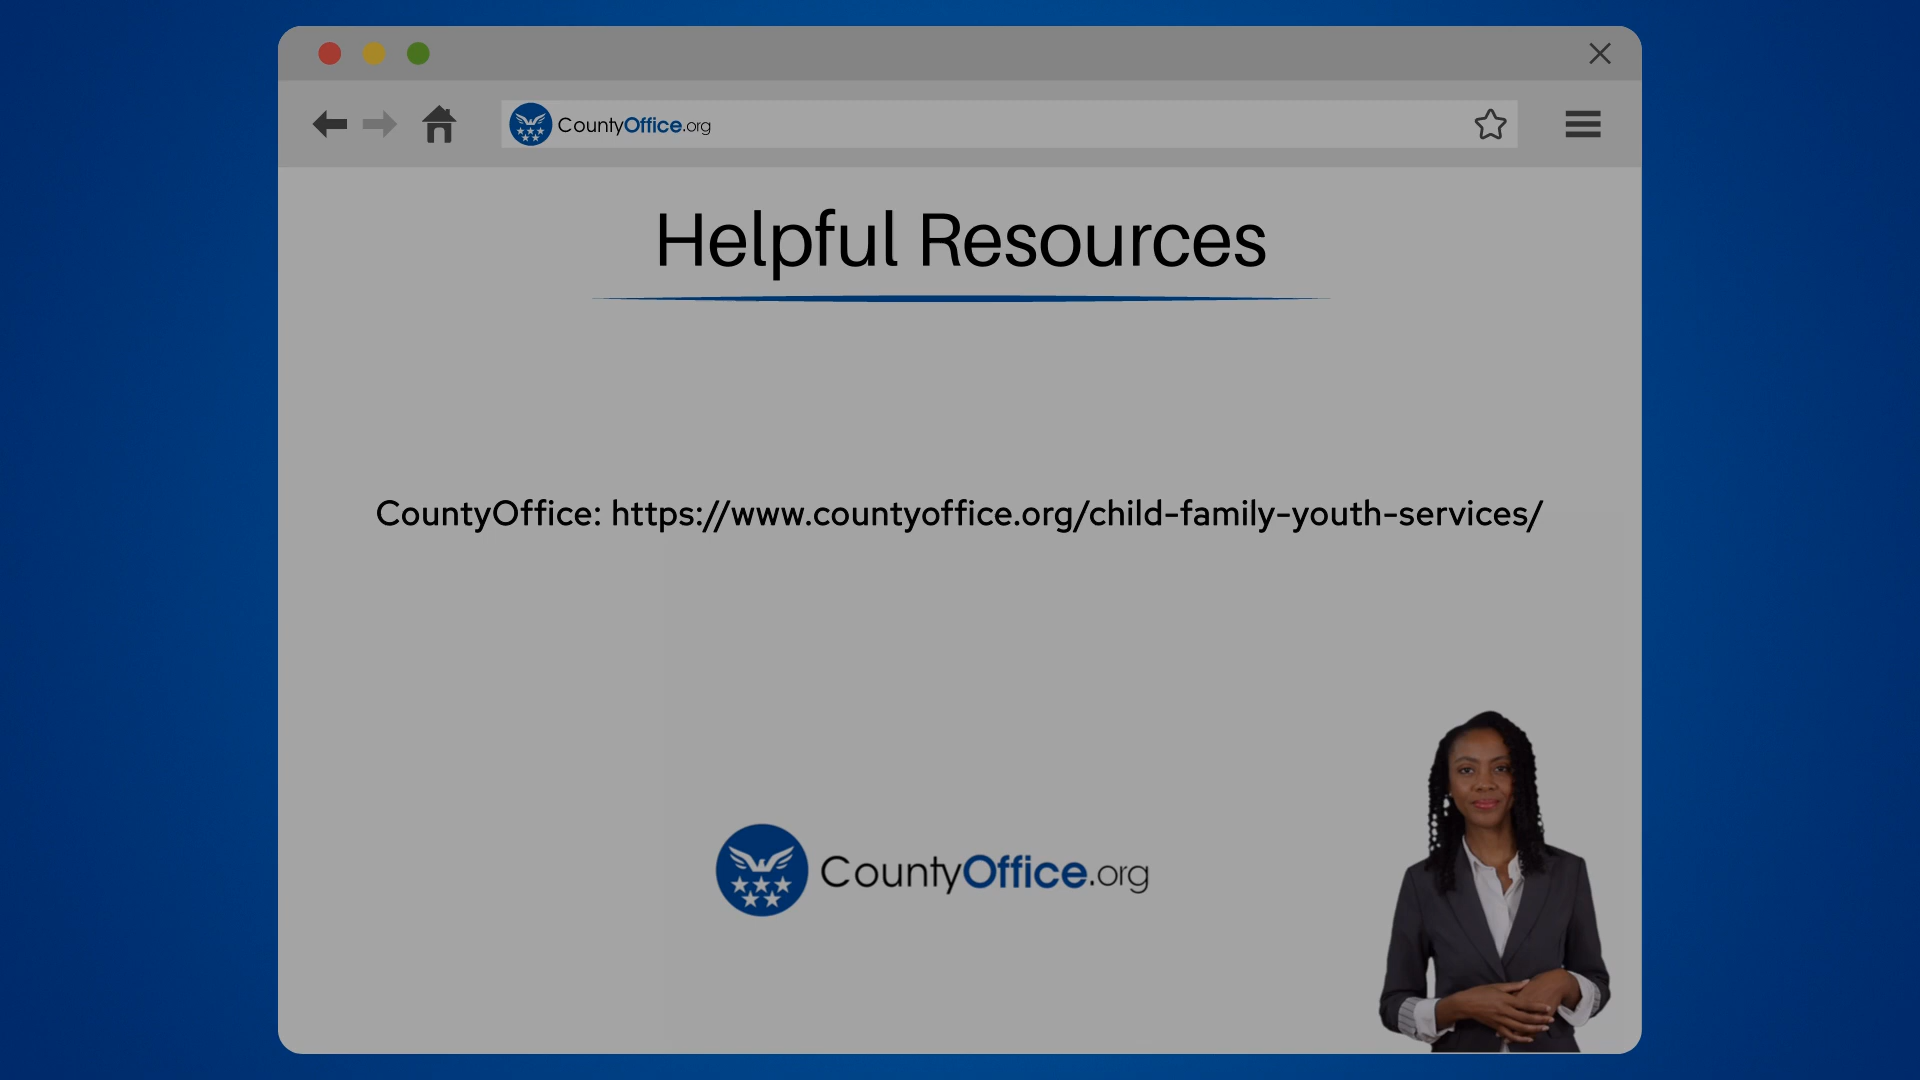 CountyOffice.org
Helpful Resources
CountyOffice: https://www.countyoffice.org/child-family-youth-services/
CountyOffice.org